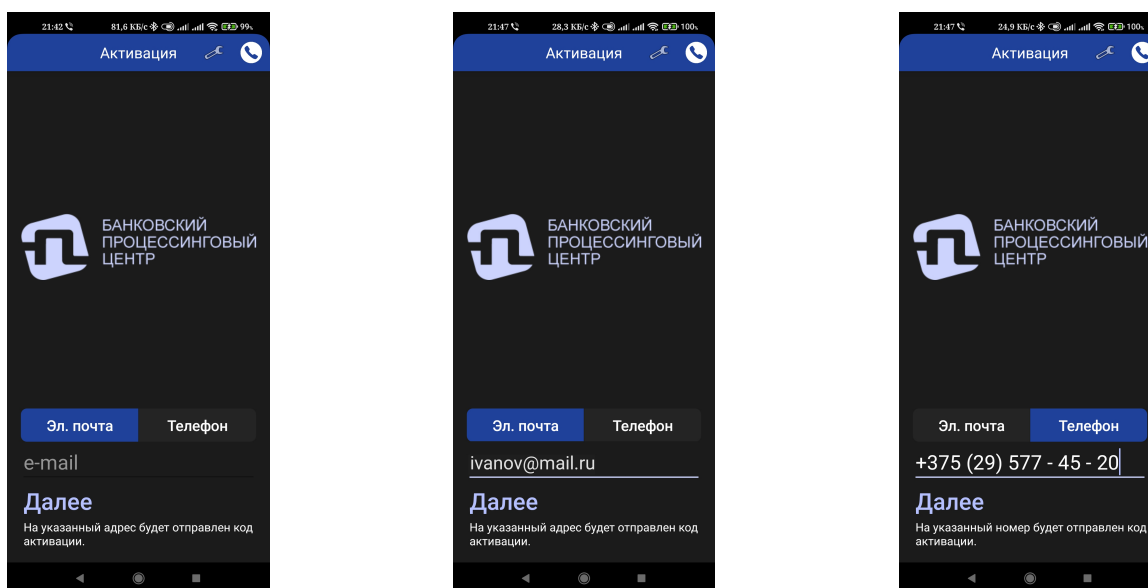 21:42 81,6 КБ/с 99%
Активация
БАНКОВСКИЙ
ПРОЦЕССИНГОВЫЙ
ЦЕНТР
Эл. почта Телефон
e-mail
Далее
На указанный адрес будет отправлен код
активации.
21:47 28,3 КБ/с 100%
Активация
БАНКОВСКИЙ
ПРОЦЕССИНГОВЫЙ
ЦЕНТР
Эл. почта Телефон
ivanov@mail.ru
Далее
На указанный адрес будет отправлен код
активации.
21:47 24,9 КБ/с 100%
Активация
БАНКОВСКИЙ
ПРОЦЕССИНГОВЫЙ
ЦЕНТР
Эл. почта Телефон
+375 (29) 577 - 45 - 20
Далее
На указанный номер будет отправлен код
активации.